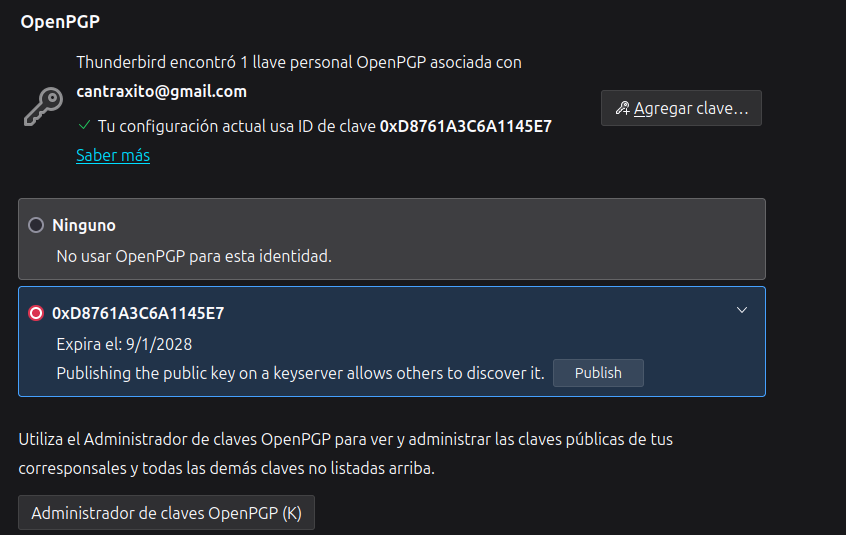 OpenPGP
Thunderbird encontró 1 llave personal OpenPGP asociada con
cantraxito@gmail.com
Tu configuración actual usa ID de clave 0xD8761A3C6A1145E7
Agregar clave...
Saber más
Ninguno
No usar OpenPGP para esta identidad.
0xD8761A3C6A1145E7
Expira el: 9/1/2028
Publishing the public key on a keyserver allows others to discover it.
Publish
Utiliza el Administrador de claves OpenPGP para ver y administrar las claves públicas de tus
corresponsales y todas las demás claves no listadas arriba.
Administrador de claves OpenPGP (K)